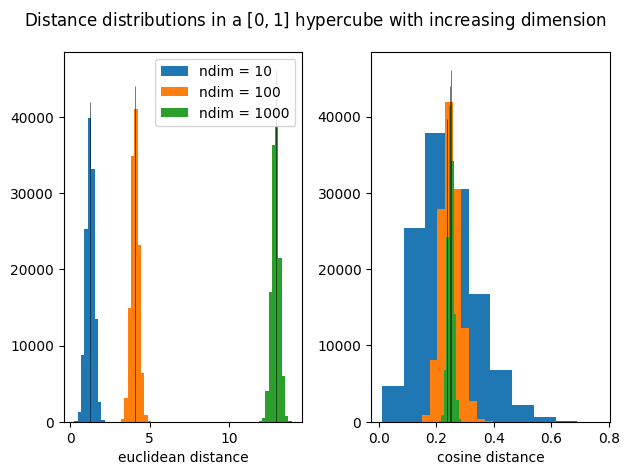 Distance distributions in a [0, 1] hypercube with increasing dimension
ndim = 10
ndim = 100
ndim = 1000
40000
30000
20000
10000
0
0 5 10
euclidean distance
40000
30000
20000
10000
0
0.0 0.2 0.4 0.6 0.8
cosine distance